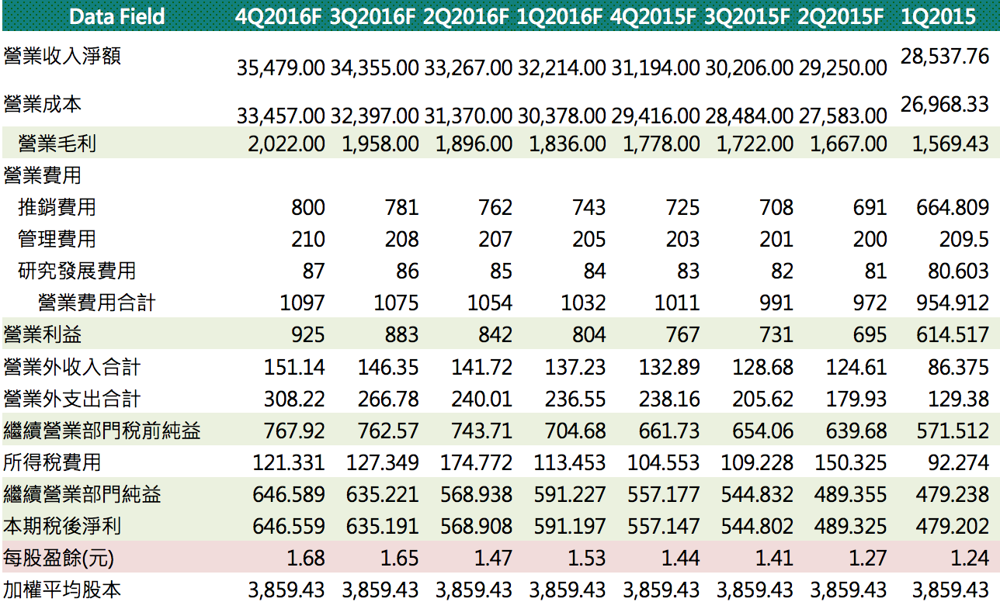 Data Field 4Q2016F 3Q2016F 2Q2016F 1Q2016F 4Q2015F 3Q2015F 2Q2015F 1Q2015
營業收入淨額 35,479.00 34,355.00 33,267.00 32,214.00 31,194.00 30,206.00 29,250.00 28,537.76
營業成本 33,457.00 32,397.00 31,370.00 30,378.00 29,416.00 28,484.00 27,583.00 26,968.33
營業毛利 2,022.00 1,958.00 1,896.00 1,836.00 1,778.00 1,722.00 1,667.00 1,569.43
營業費用
推銷費用 800 781 762 743 725 708 691 664.809
管理費用 210 208 207 205 203 201 200 209.5
研究發展費用 87 86 85 84 83 82 81 80.603
營業費用合計 1097 1075 1054 1032 1011 991 972 954.912
營業利益 925 883 842 804 767 731 695 614.517
營業外收入合計 151.14 146.35 141.72 137.23 132.89 128.68 124.61 86.375
營業外支出合計 308.22 266.78 240.01 236.55 238.16 205.62 179.93 129.38
繼續營業部門稅前純益 767.92 762.57 743.71 704.68 661.73 654.06 639.68 571.512
所得稅費用 121.331 127.349 174.772 113.453 104.553 109.228 150.325 92.274
繼續營業部門純益 646.589 635.221 568.938 591.227 557.177 544.832 489.355 479.238
本期稅後淨利 646.559 635.191 568.908 591.197 557.147 544.802 489.325 479.202
每股盈餘(元) 1.68 1.65 1.47 1.53 1.44 1.41 1.27 1.24
加權平均股本 3,859.43 3,859.43 3,859.43 3,859.43 3,859.43 3,859.43 3,859.43 3,859.43